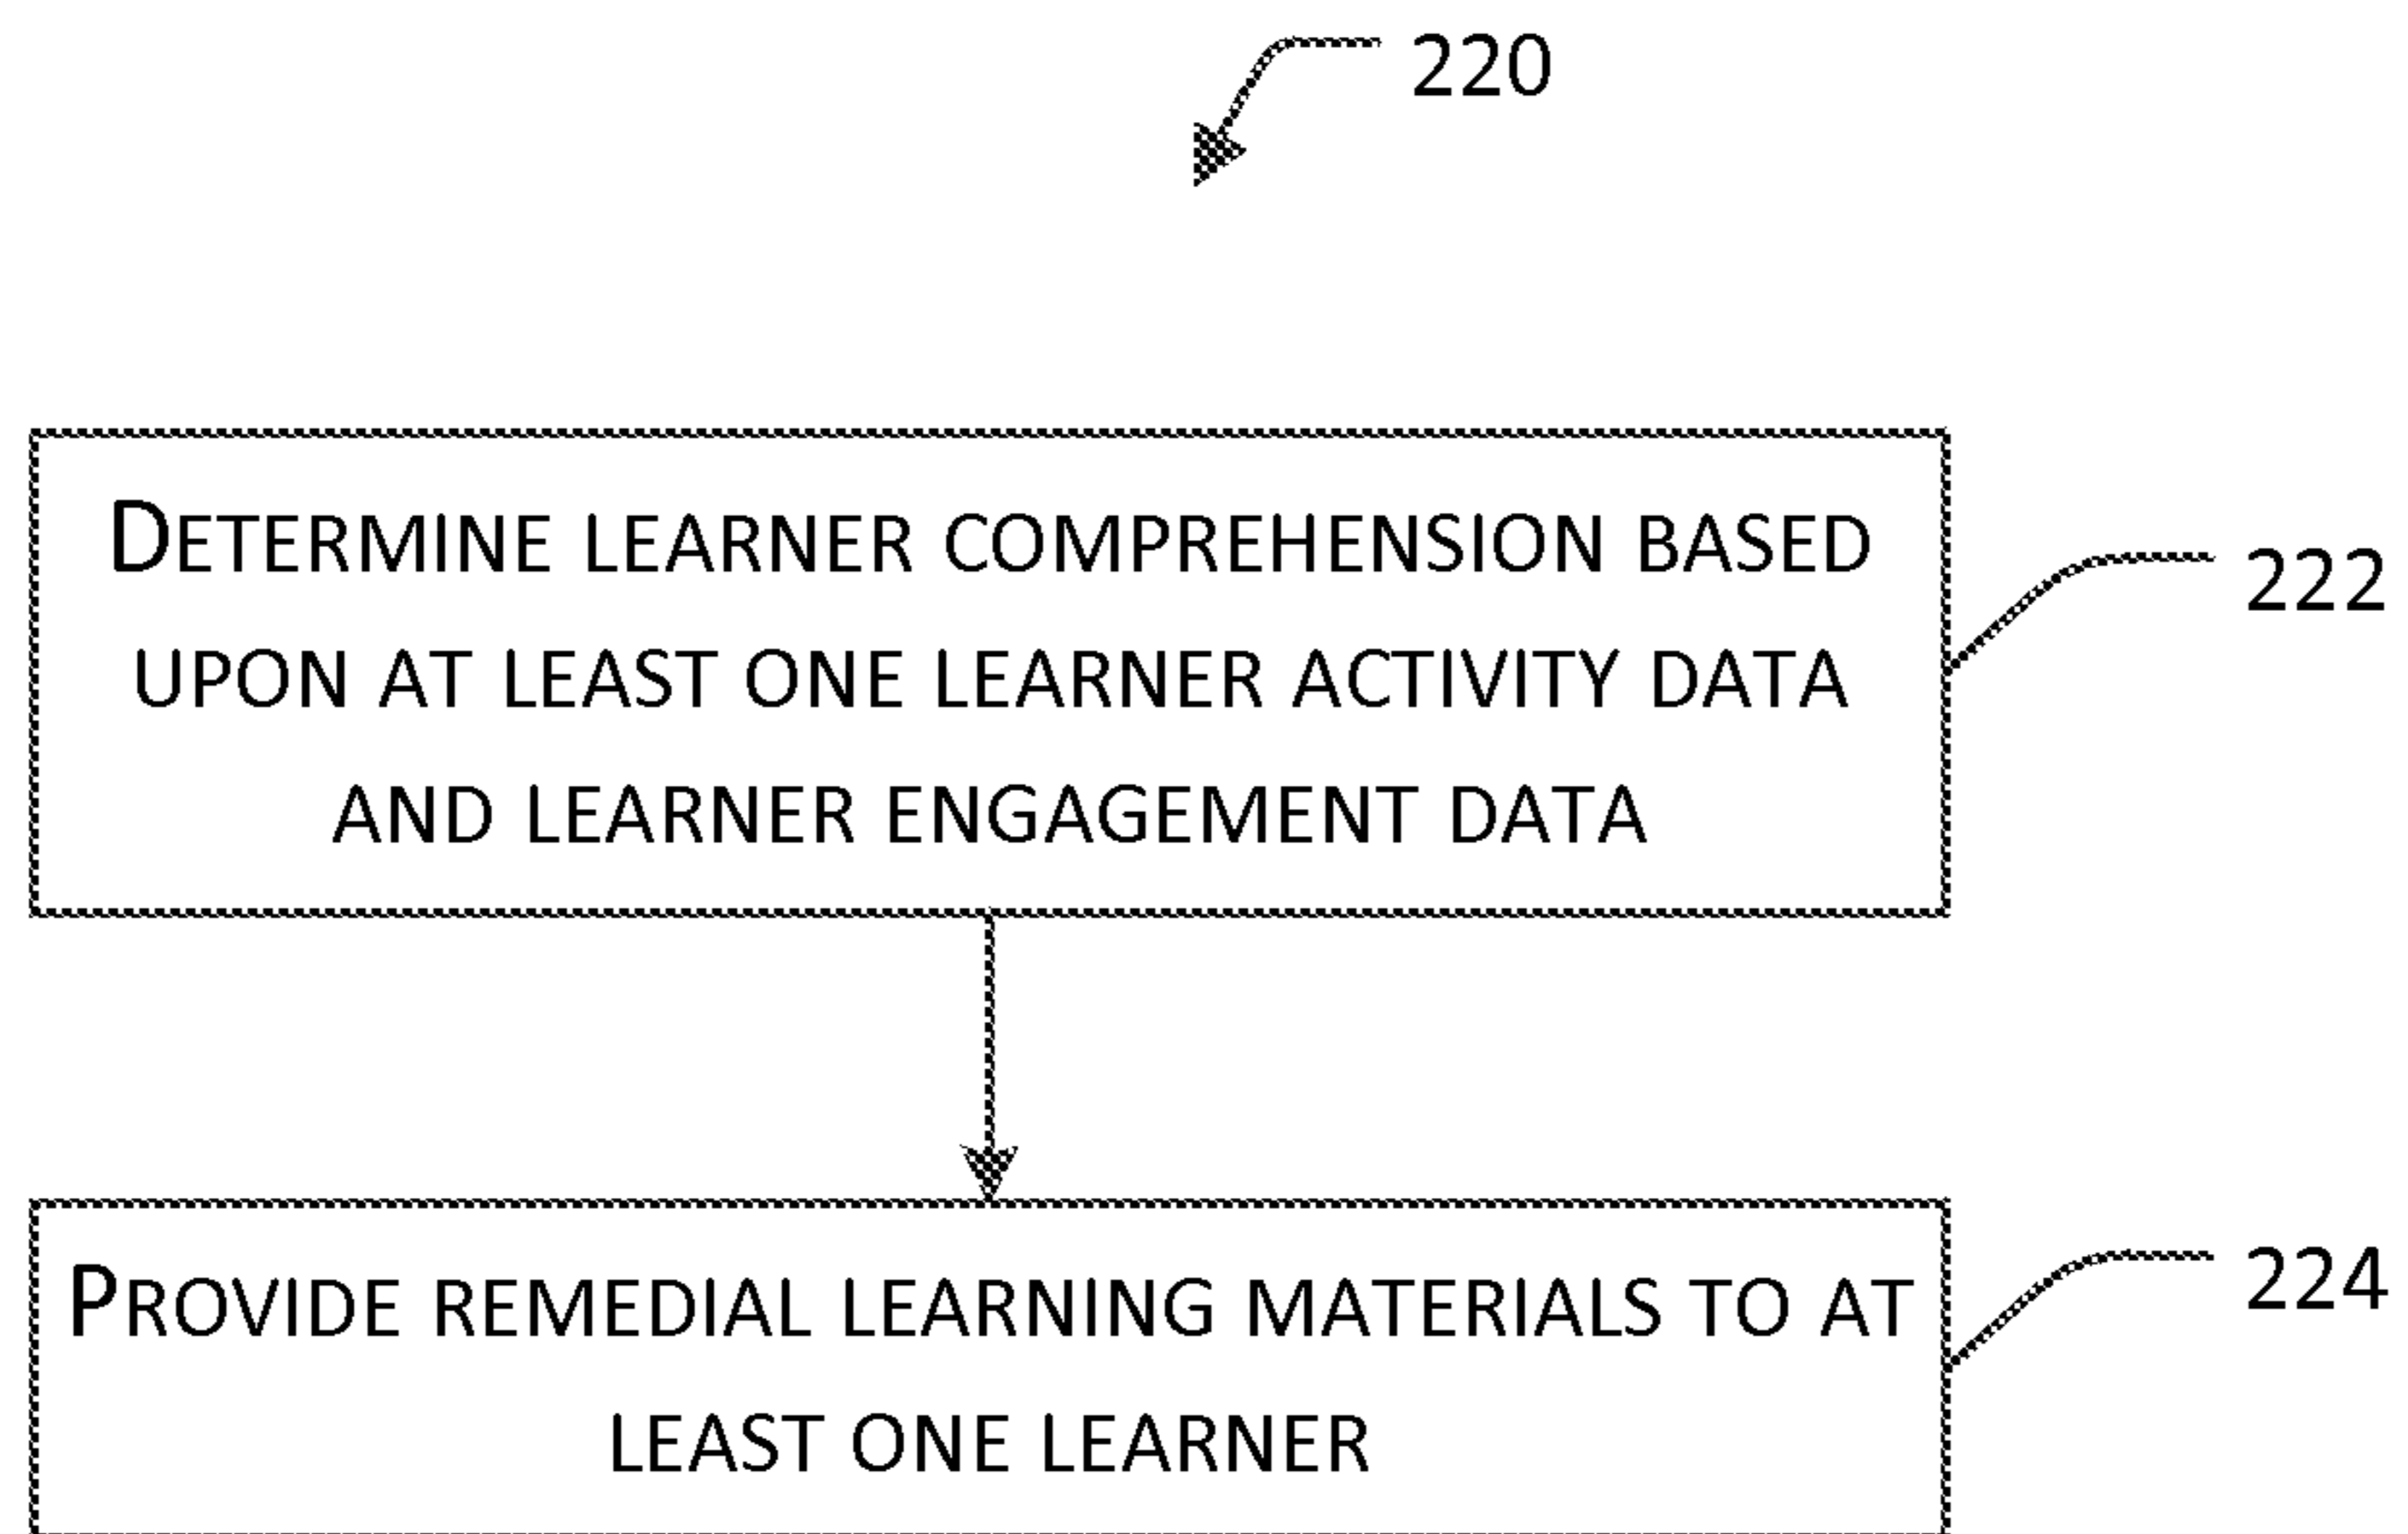 220
DETERMINE LEARNER COMPREHENSION BASED
UPON AT LEAST ONE LEARNER ACTIVITY DATA
AND LEARNER ENGAGEMENT DATA
222
PROVIDE REMEDIAL LEARNING MATERIALS TO AT
LEAST ONE LEARNER
224